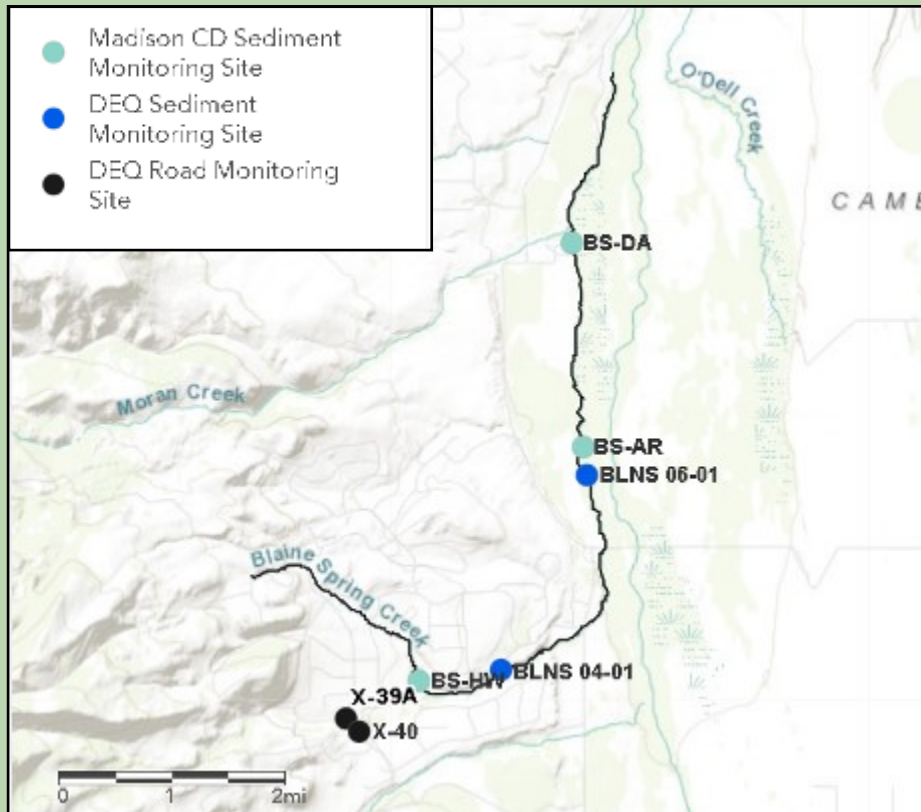 Madison CD Sediment
Monitoring Site
DEQ Sediment
Monitoring Site
DEQ Road Monitoring
Site
O'Dell Creek
CAME
BS-DA
Moran Creek
BS-AR
BLNS 06-01
Blaine Spring Creek
BLNS 04-01
BS-HW
X-39A
X-40
0 1 2mi